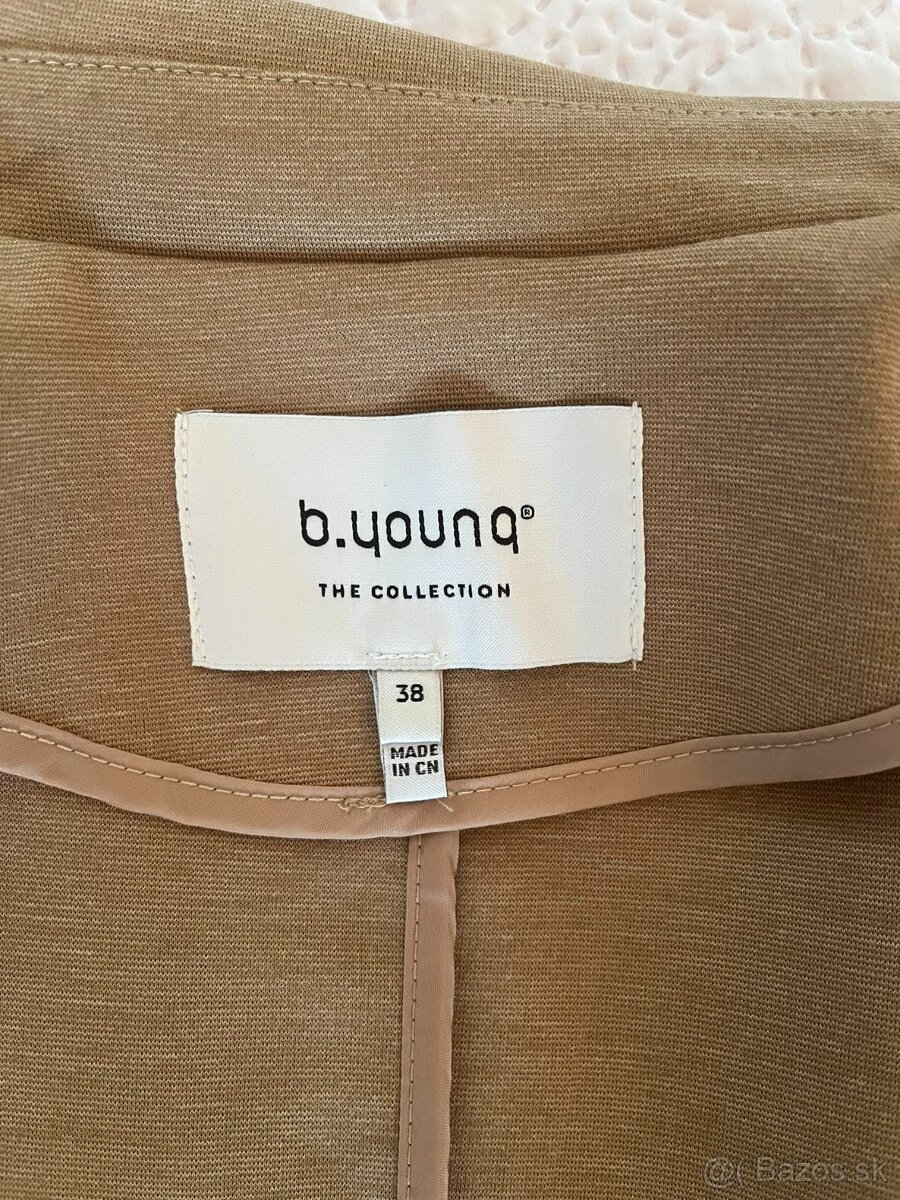 b.young®
THE COLLECTION
38
MADE
IN CN
@( Bazos.sk